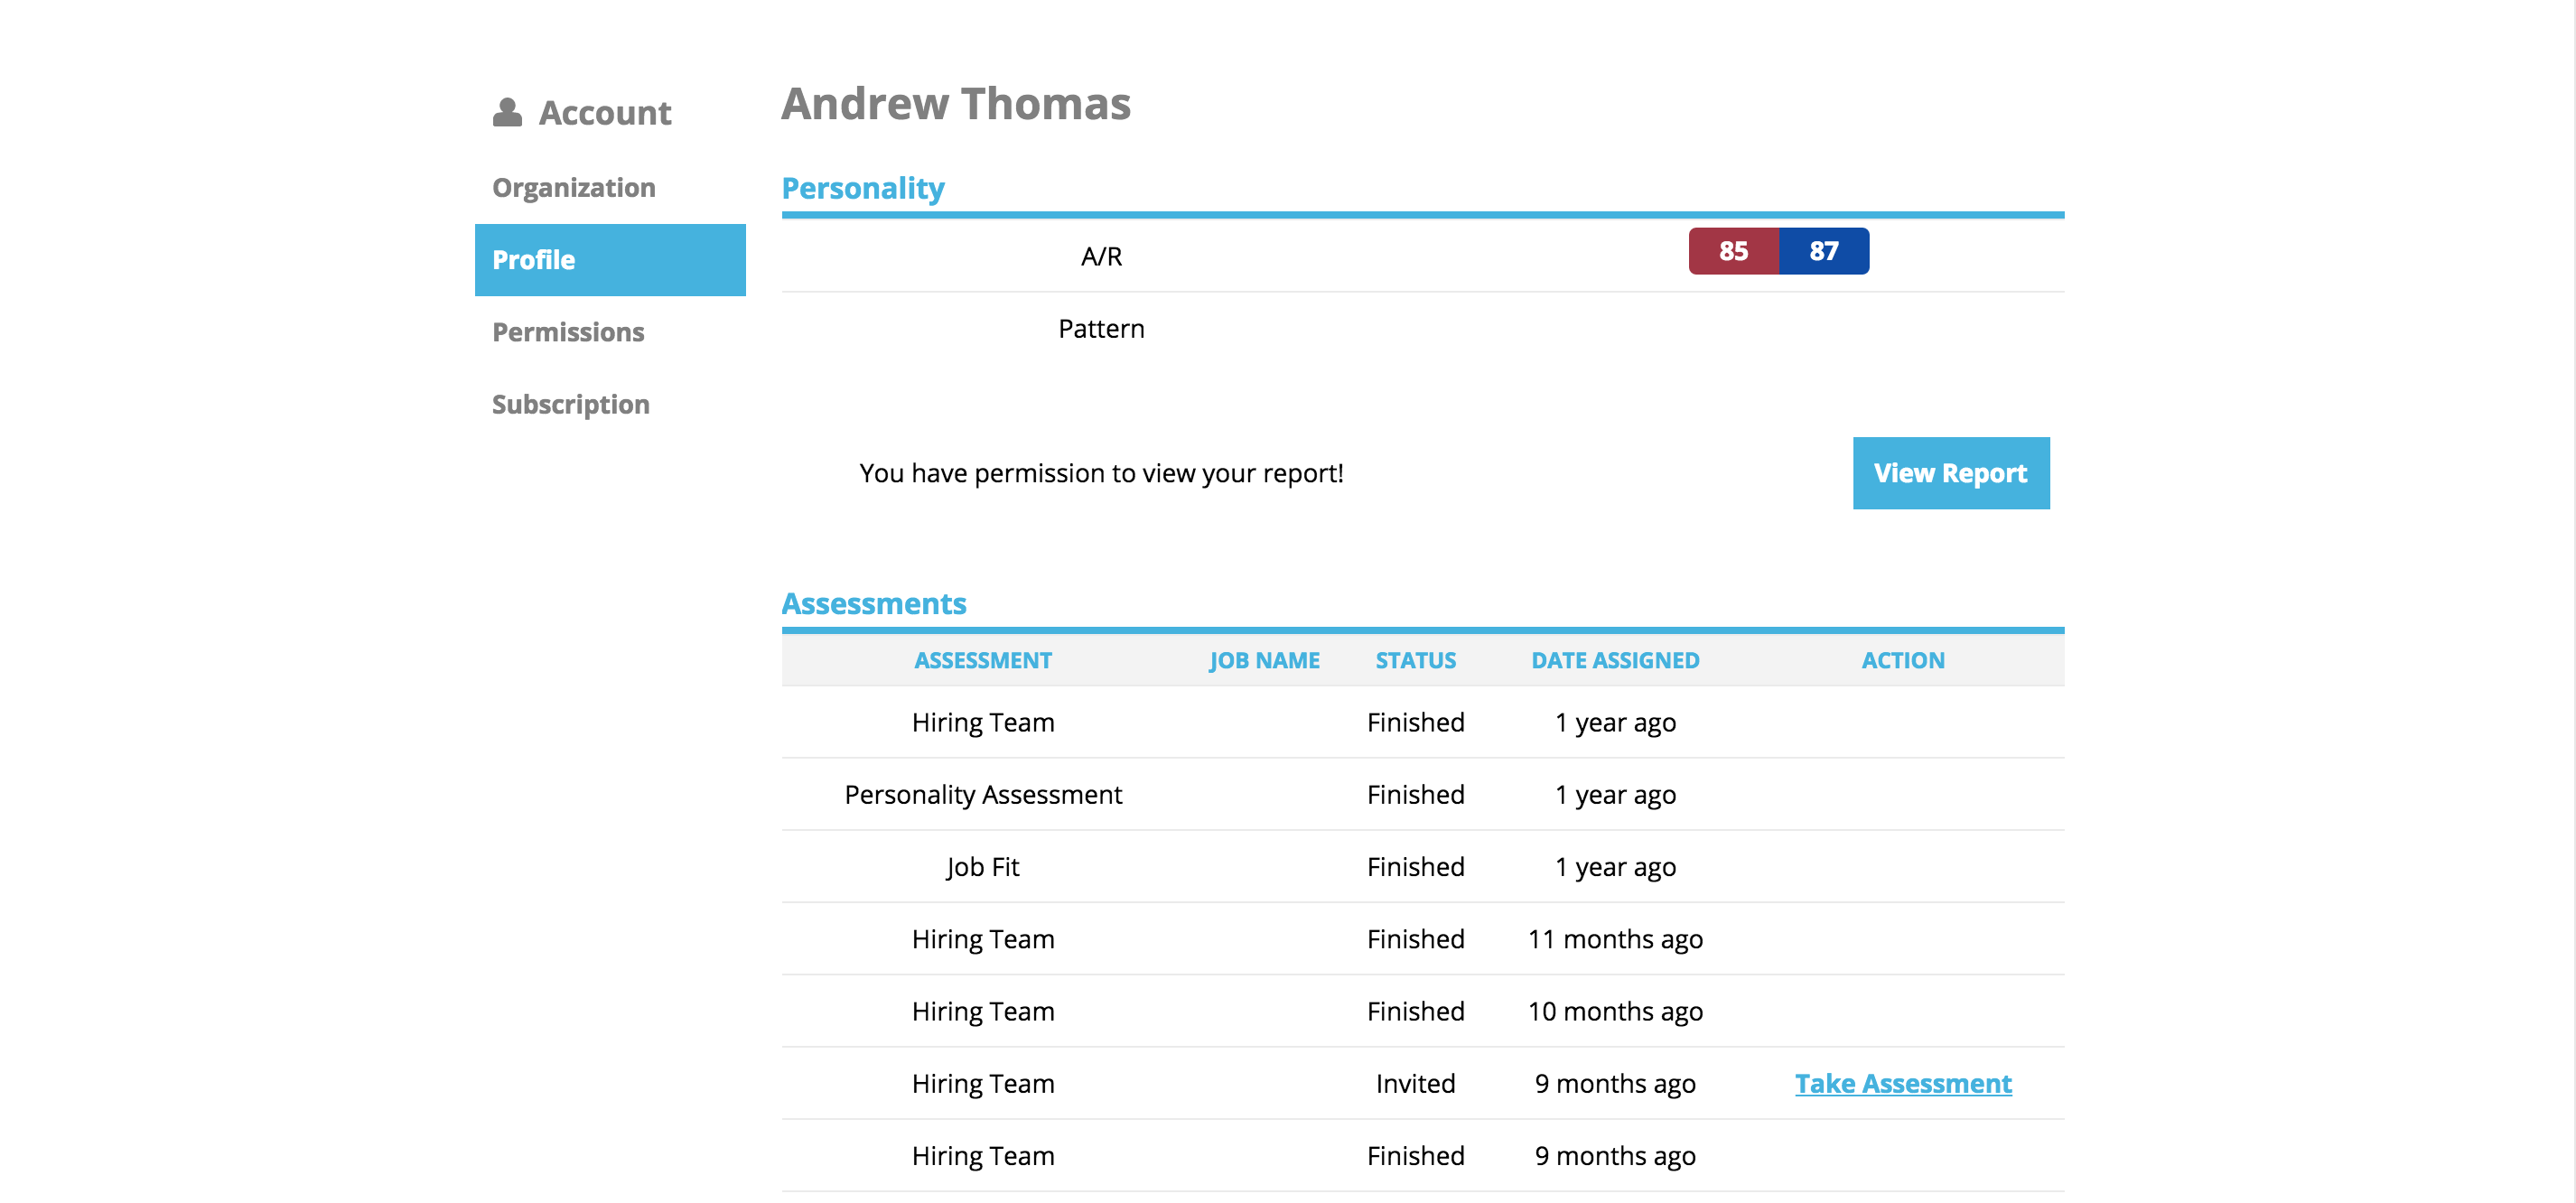 Account
Organization
Profile
Permissions
Subscription
Andrew Thomas
Personality
A/R 85 87
Pattern
You have permission to view your report! View Report
Assessments
ASSESSMENT JOB NAME STATUS DATE ASSIGNED ACTION
Hiring Team Finished 1 year ago
Personality Assessment Finished 1 year ago
Job Fit Finished 1 year ago
Hiring Team Finished 11 months ago
Hiring Team Finished 10 months ago
Hiring Team Invited 9 months ago Take Assessment
Hiring Team Finished 9 months ago